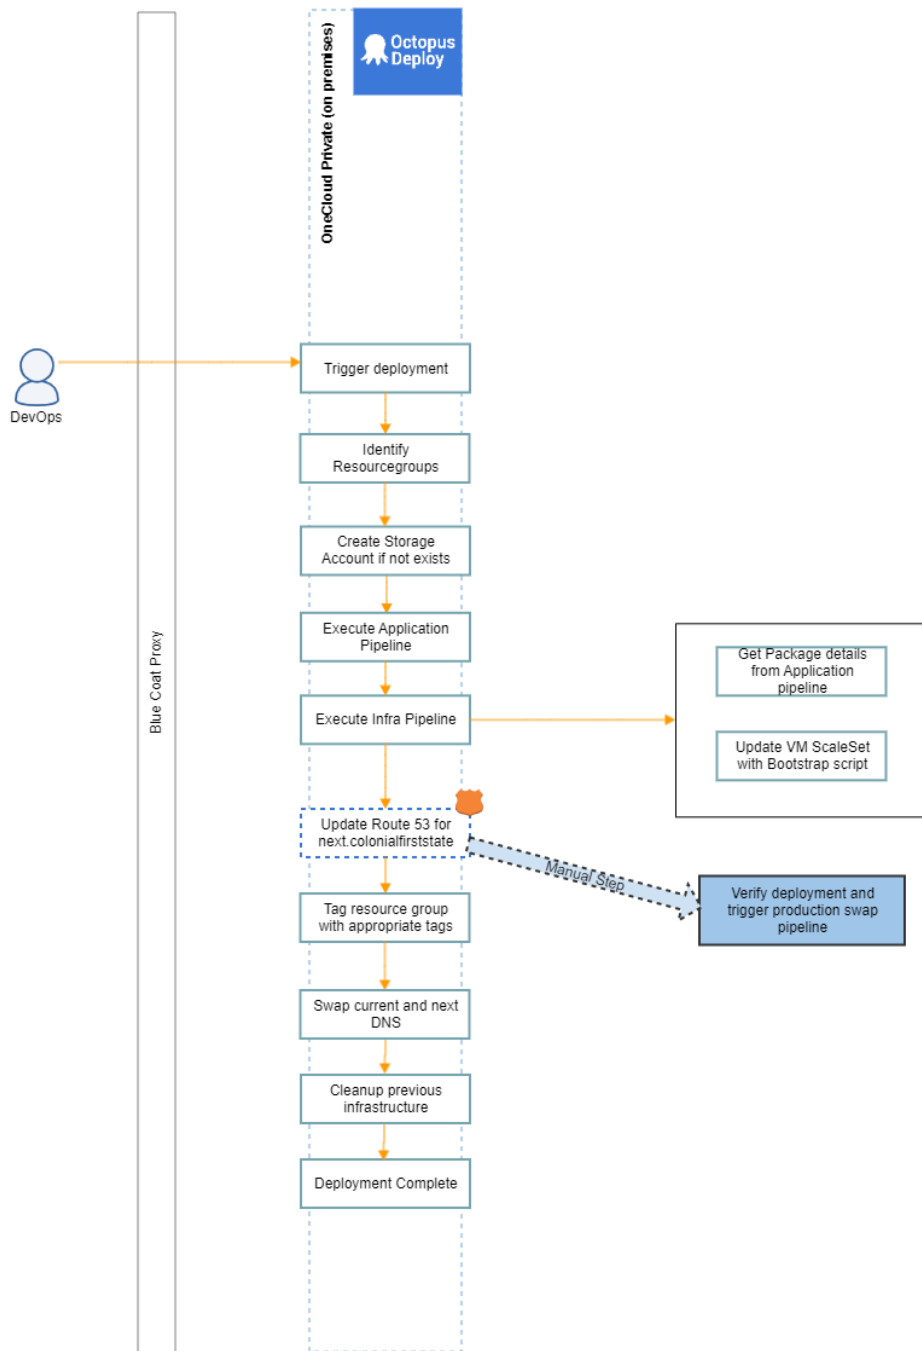 Octopus
Deploy
OneCloud Private (on premises)
Trigger deployment
DevOps
Identify
Resourcegroups
Create Storage
Account if not exists
Execute Application
Pipeline
Blue Coat Proxy
Get Package details
from Application
pipeline
Execute Infra Pipeline
Update VM ScaleSet
with Bootstrap script
Update Route 53 for
next.colonialfirststate
Manual Step
Verify deployment and
trigger production swap
pipeline
Tag resource group
with appropriate tags
Swap current and next
DNS
Cleanup previous
infrastructure
Deployment Complete